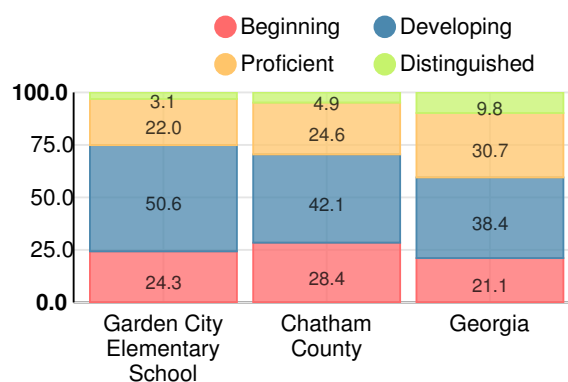 Beginning
Developing
Proficient
Distinguished
100.0
75.0
50.0
25.0
0.0
3.1
22.0
50.6
24.3
4.9
24.6
42.1
28.4
9.8
30.7
38.4
21.1
Garden City
Elementary
School
Chatham
County
Georgia